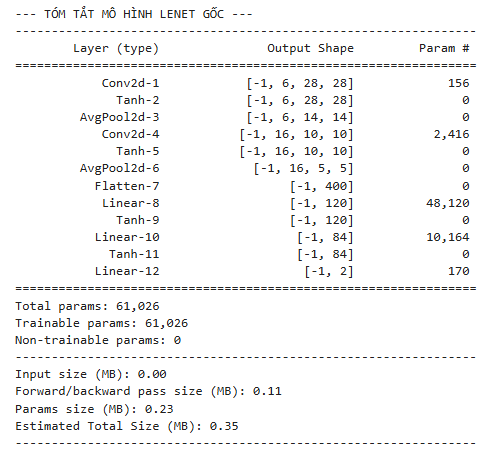 --- TÓM TẮT MÔ HÌNH LENET GỐC ---
----------------------------------------------------------------
        Layer (type)               Output Shape         Param #
================================================================
            Conv2d-1            [-1, 6, 28, 28]             156
              Tanh-2            [-1, 6, 28, 28]               0
         AvgPool2d-3            [-1, 6, 14, 14]               0
            Conv2d-4           [-1, 16, 10, 10]           2,416
              Tanh-5           [-1, 16, 10, 10]               0
         AvgPool2d-6             [-1, 16, 5, 5]               0
           Flatten-7                  [-1, 400]               0
            Linear-8                  [-1, 120]          48,120
              Tanh-9                  [-1, 120]               0
           Linear-10                   [-1, 84]          10,164
             Tanh-11                   [-1, 84]               0
           Linear-12                    [-1, 2]             170
================================================================
Total params: 61,026
Trainable params: 61,026
Non-trainable params: 0
----------------------------------------------------------------
Input size (MB): 0.00
Forward/backward pass size (MB): 0.11
Params size (MB): 0.23
Estimated Total Size (MB): 0.35
----------------------------------------------------------------